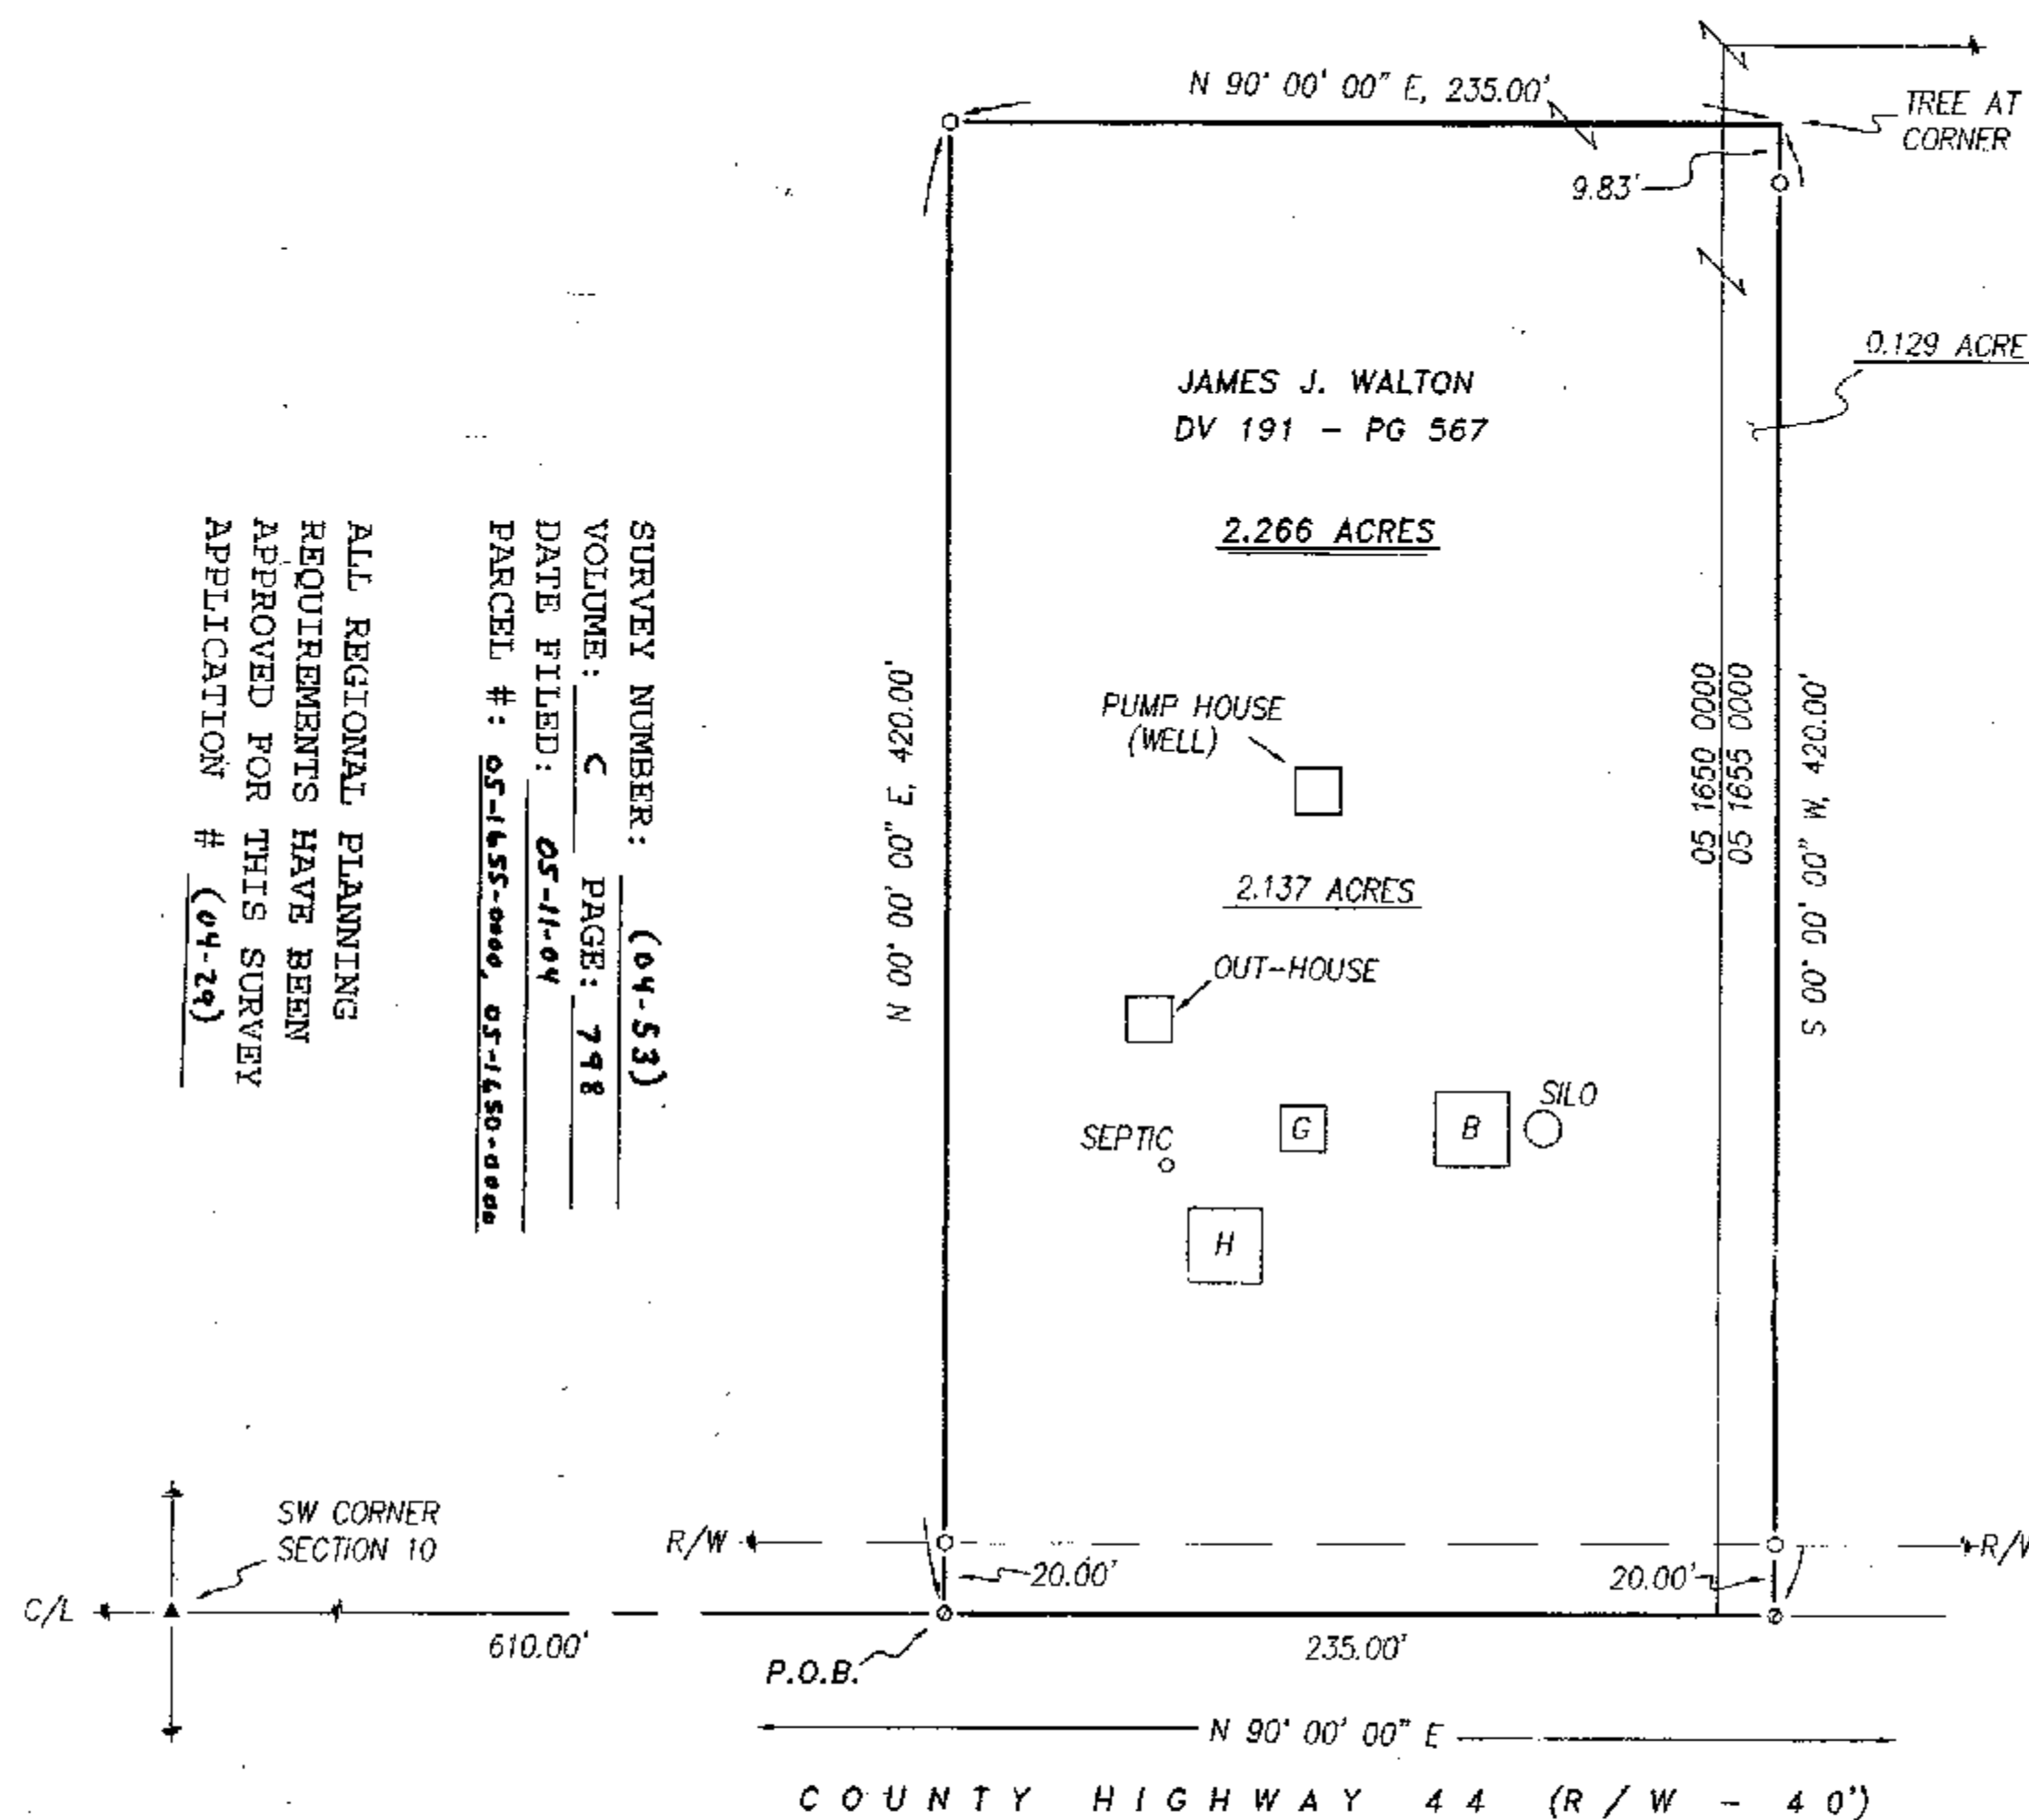 N 90° 00' 00" E, 235.00'
TREE AT
CORNER
9.83'
0.129 ACRE
JAMES J. WALTON
DV 191 - PG 567
2.266 ACRES
N 00° 00' 00" E, 420.00'
05 1650 0000
05 1655 0000
S 00° 00' 00" W, 420.00'
PUMP HOUSE
(WELL)
2.137 ACRES
OUT-HOUSE
SEPTIC
G
B
SILO
H
SURVEY NUMBER: (04-53)
VOLUME: C PAGE: 798
DATE FILED: 05-11-04
PARCEL #: 05-1655-0000, 05-1650-0000
ALL REGIONAL PLANNING
REQUIREMENTS HAVE BEEN
APPROVED FOR THIS SURVEY
APPLICATION # (04-29)
SW CORNER
SECTION 10
R/W
R/W
20.00'
20.00'
C/L
610.00'
235.00'
P.O.B.
N 90° 00' 00" E
COUNTY HIGHWAY 44 (R/W - 40')